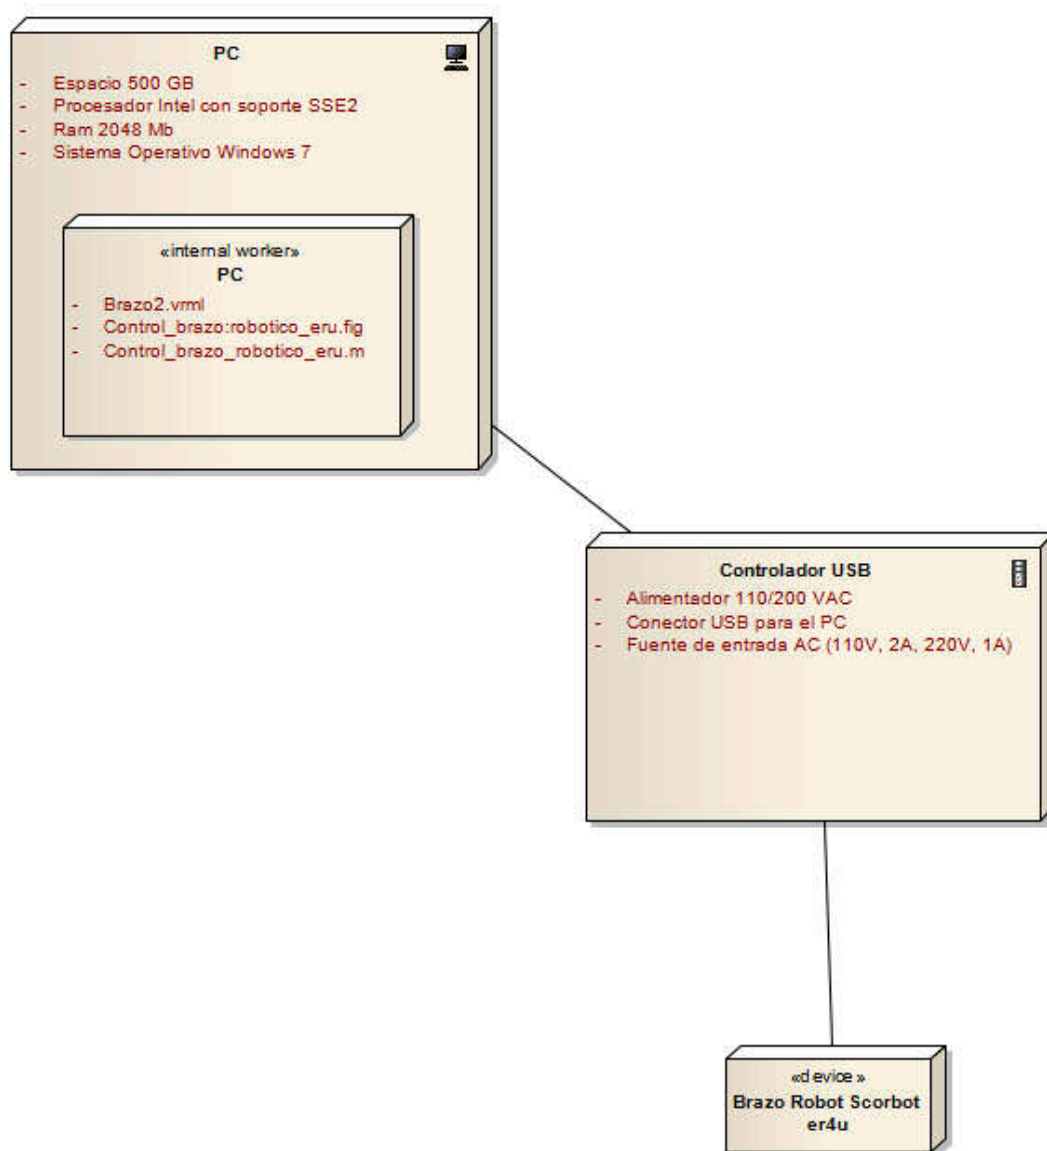 PC
- Espacio 500 GB
- Procesador Intel con soporte SSE2
- Ram 2048 Mb
- Sistema Operativo Windows 7
«internal worker»
PC
- Brazo2.vrml
- Control_brazo:robotico_eru.fig
- Control_brazo_robotico_eru.m
Controlador USB
- Alimentador 110/200 VAC
- Conector USB para el PC
- Fuente de entrada AC (110V, 2A, 220V, 1A)
«device»
Brazo Robot Scorbot
er4u